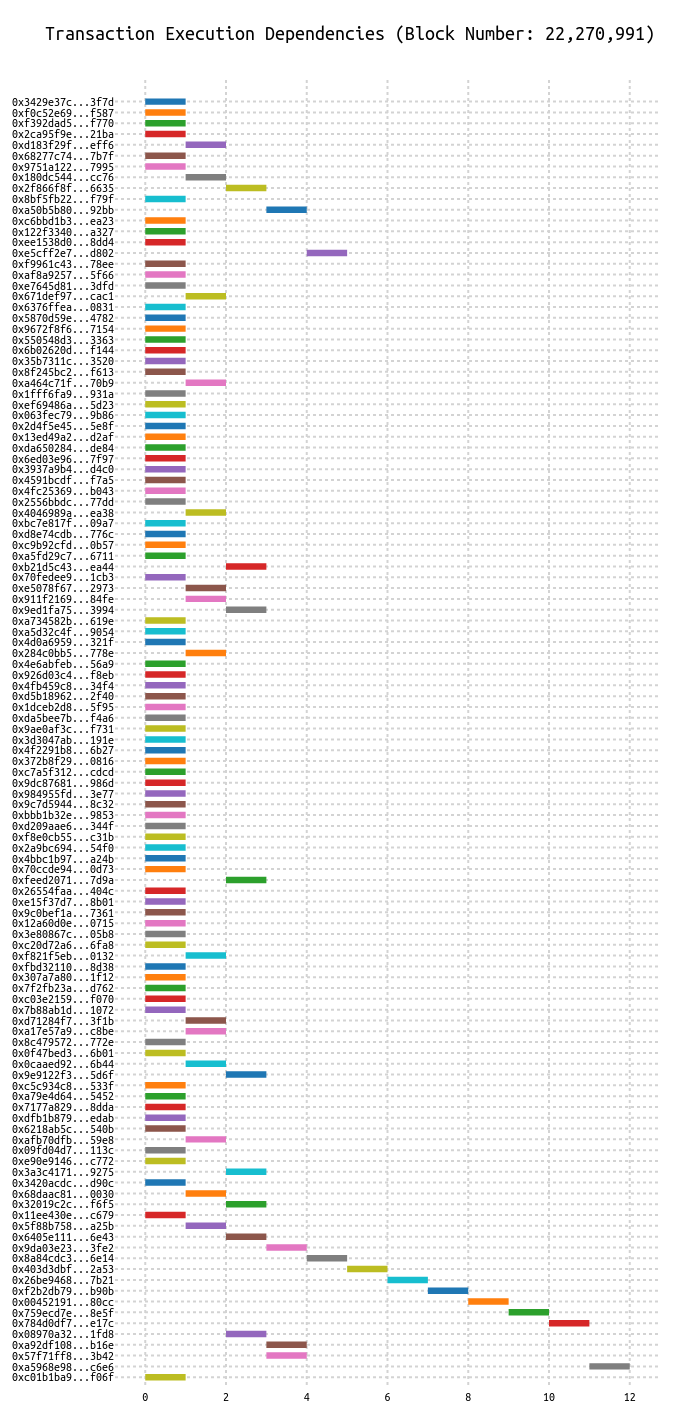 Transaction Execution Dependencies (Block Number: 22,270,991)
0x3429e37c...3f7d
0xf0c52e69...f587
0xf392dad5...f770
0x2ca95f9e...21ba
0xd183f29f...eff6
0x68277c74...7b7f
0x9751a122...7995
0x180dc544...cc76
0x2f866f8f...6635
0x8bf5fb22...f79f
0xa50b5b80...92bb
0xc6bbd1b3...ea23
0x122f3340...a327
0xee1538d0...8dd4
0xe5cff2e7...d802
0xf9961c43...78ee
0xaf8a9257...5f66
0xe7645d81...3dfd
0x671def97...cac1
0x6376ffea...0831
0x5870d59e...4782
0x9672f8f6...7154
0x550548d3...3363
0x6b02620d...f144
0x35b7311c...3520
0x8f245bc2...f613
0xa464c71f...70b9
0x1fff6fa9...931a
0xef69486a...5d23
0x063fec79...9b86
0x2d4f5e45...5e8f
0x13ed49a2...d2af
0xda650284...de84
0x6ed03e96...7f97
0x3937a9b4...d4c0
0x4591bcdf...f7a5
0x4fc25369...b043
0x2556bbdc...77dd
0x4046989a...ea38
0xbc7e817f...09a7
0xd8e74cdb...776c
0xc9b92cfd...0b57
0xa5fd29c7...6711
0xb21d5c43...ea44
0x70fedee9...1cb3
0xe5078f67...2973
0x911f2169...84fe
0x9ed1fa75...3994
0xa734582b...619e
0xa5d32c4f...9054
0x4d0a6959...321f
0x284c0bb5...778e
0x4e6abfeb...56a9
0x926d03c4...f8eb
0x4fb459c8...34f4
0xd5b18962...2f40
0x1dceb2d8...5f95
0xda5bee7b...f4a6
0x9ae0af3c...f731
0x3d3047ab...191e
0x4f2291b8...6b27
0x372b8f29...0816
0xc7a5f312...cdcd
0x9dc87681...986d
0x984955fd...3e77
0x9c7d5944...8c32
0xbbb1b32e...9853
0xd209aae6...344f
0xf8e0cb55...c31b
0x2a9bc694...54f0
0x4bbc1b97...a24b
0x70ccde94...0d73
0xfeed2071...7d9a
0x26554faa...404c
0xe15f37d7...8b01
0x9c0bef1a...7361
0x12a60d0e...0715
0x3e80867c...05b8
0xc20d72a6...6fa8
0xf821f5eb...0132
0xfbd32110...8d38
0x307a7a80...1f12
0x7f2fb23a...d762
0xc03e2159...f070
0x7b88ab1d...1072
0xd71284f7...3f1b
0xa17e57a9...c8be
0x8c479572...772e
0x0f47bed3...6b01
0x0caaed92...6b44
0x9e9122f3...5d6f
0xc5c934c8...533f
0xa79e4d64...5452
0x7177a829...8dda
0xdfb1b879...edab
0x6218ab5c...540b
0xafb70dfb...59e8
0x09fd04d7...113c
0xe90e9146...c772
0x3a3c4171...9275
0x3420acdc...d90c
0x68daac81...0030
0x32019c2c...f6f5
0x11ee430e...c679
0x5f88b758...a25b
0x6405e111...6e43
0x9da03e23...3fe2
0x8a84cdc3...6e14
0x403d3dbf...2a53
0x26be9468...7b21
0xf2b2db79...b90b
0x00452191...80cc
0x759ecd7e...8e5f
0x784d0df7...e17c
0x08970a32...1fd8
0xa92df108...b16e
0x57f71ff8...3b42
0xa5968e98...c6e6
0xc01b1ba9...f06f
0 2 4 6 8 10 12